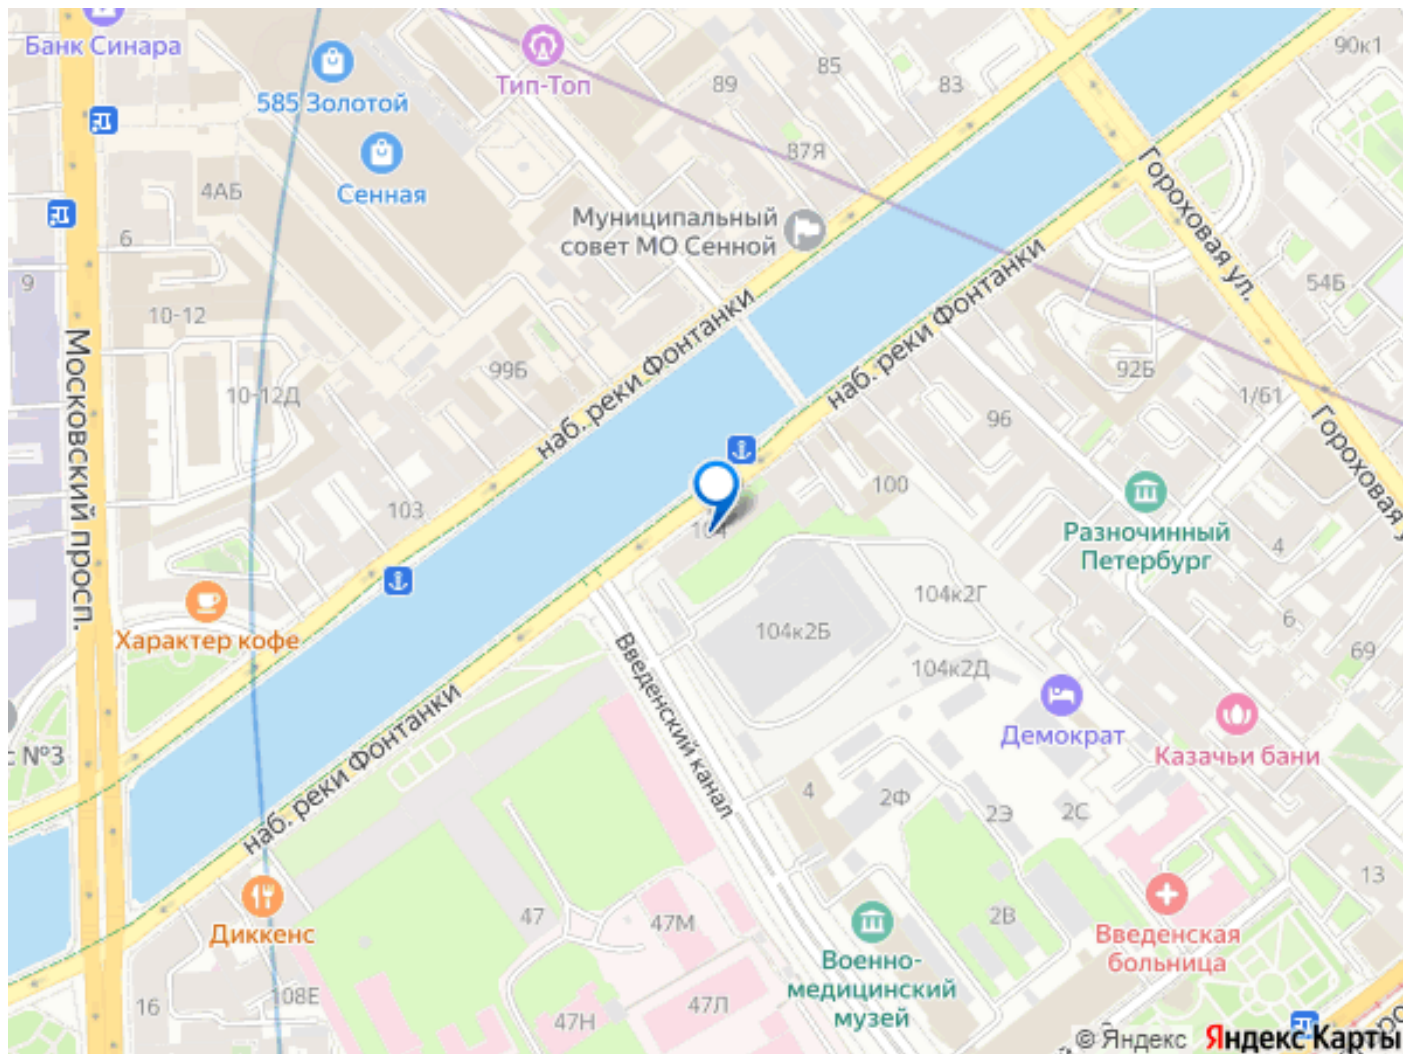 Банк Синара
585 Золотой
Тип-Топ
89
85
83
90к1
Сенная
4АБ
87Я
Гороховая ул.
Муниципальный
совет МО Сенной
6
9
10-12
54Б
Московский просп.
наб. реки Фонтанки
наб. реки Фонтанки
99Б
92Б
10-12Д
1/61
96
Гороховая у
103
100
104
Разночинный
Петербург
4
104к2Г
6
Характер кофе
104к2Б
69
Введенский канал
104к2Д
Демократ
Казачьи бани
с №3
наб. реки Фонтанки
4
2Ф
2Э
2С
13
Диккенс
47
47М
2В
Введенская
больница
Военно-
медицинский
музей
16
108Е
47Н
47Л
© Яндекс Яндекс Карты